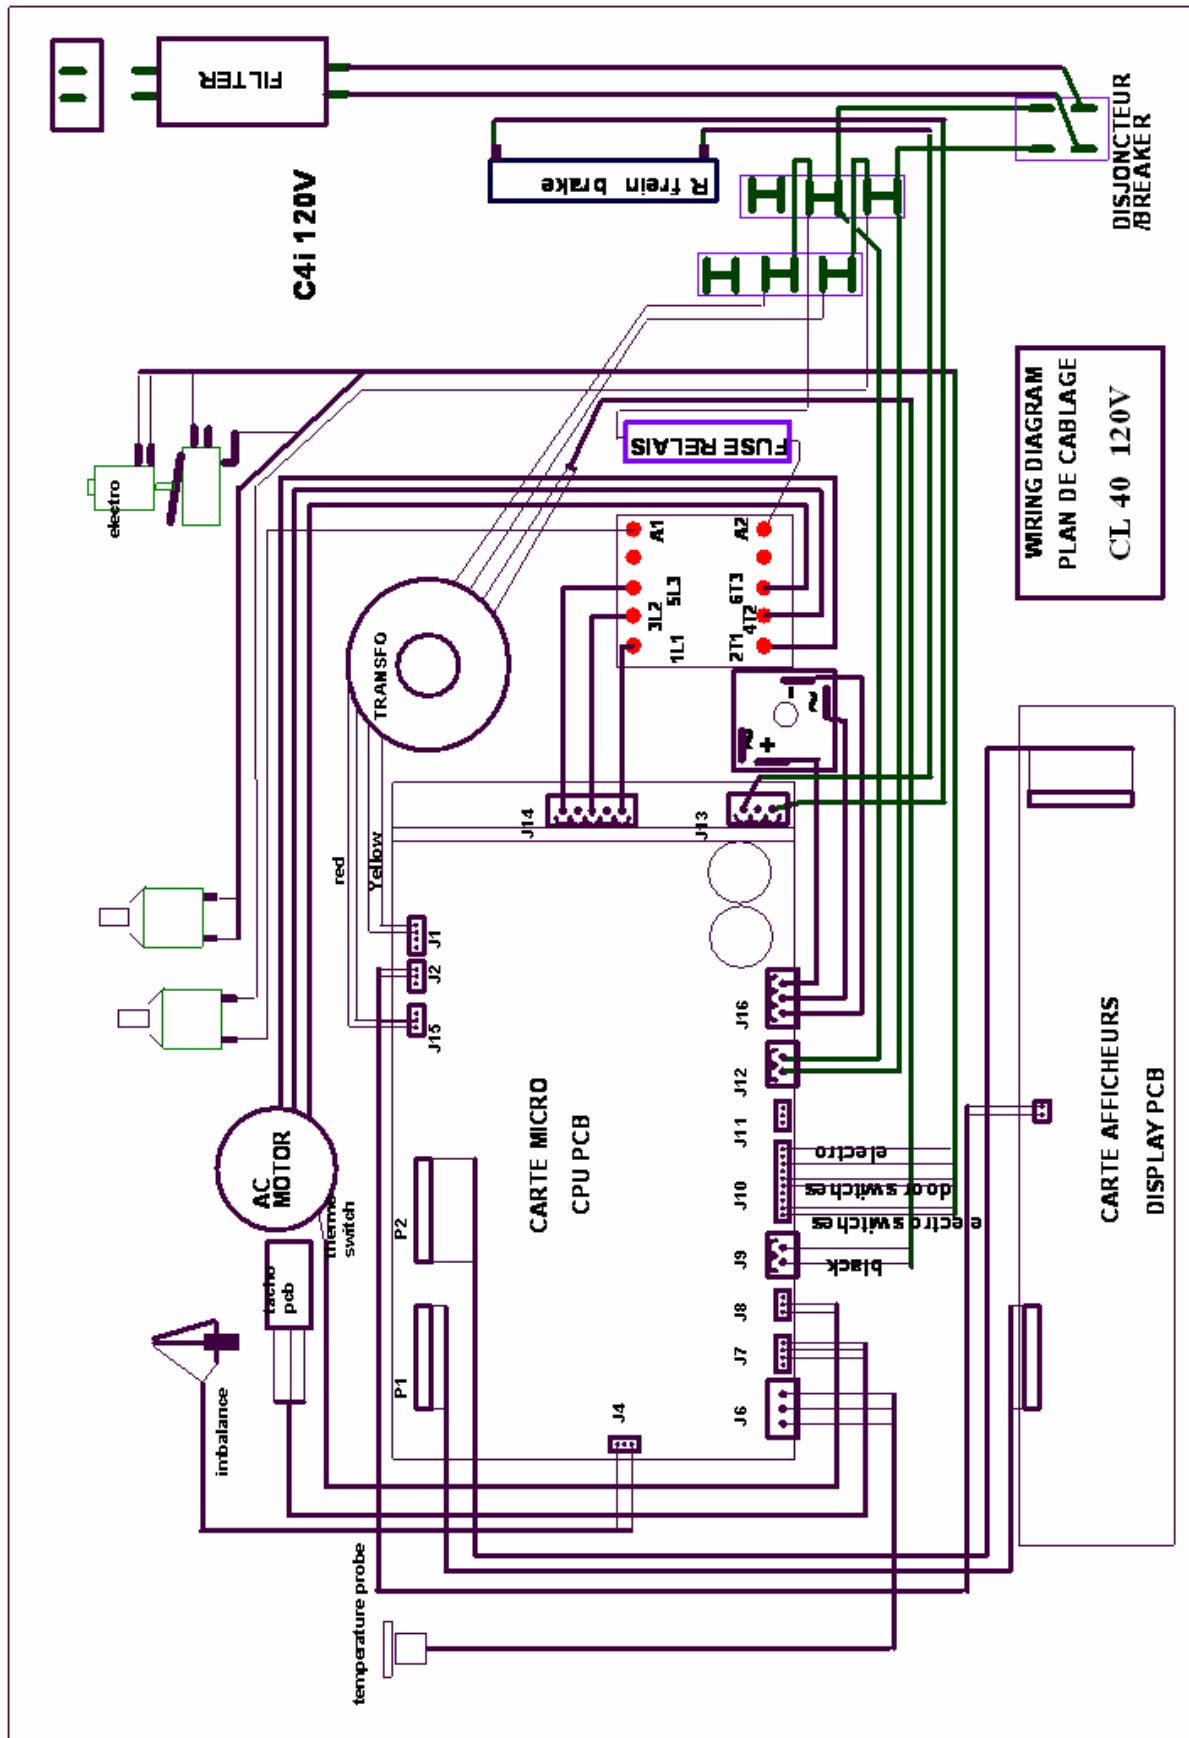 FILTER
C4i 120V
R frein brake
DISJONCTEUR
/BREAKER
FUSE RELAIS
WIRING DIAGRAM
PLAN DE CABLAGE
CL 40 120V
electro
TRANSFO
A1
5L3
3L2
1L1
A2
6T3
4T2
2T1
+
-
red
Yellow
J14
J13
J1
J2
J15
J16
J12
J11
J10
J9
J8
J7
J6
J4
P2
P1
CARTE MICRO
CPU PCB
electro
door switches
electro switches
black
AC
MOTOR
thermo
switch
tacho
pcb
imbalance
temperature probe
CARTE AFFICHEURS
DISPLAY PCB